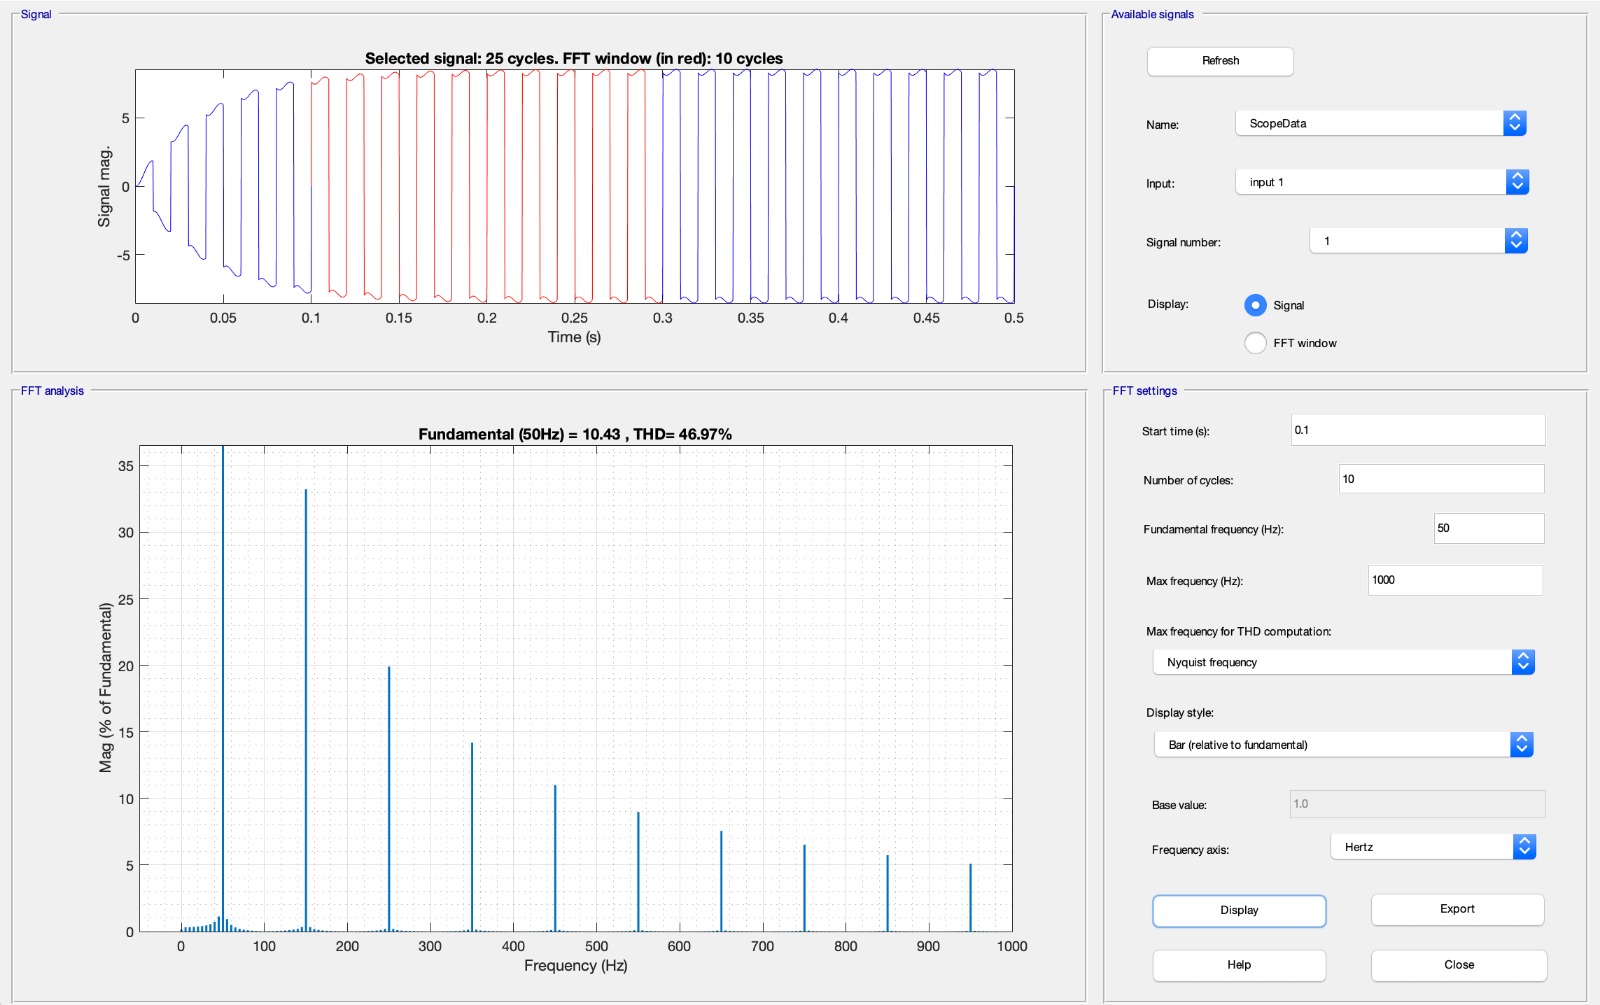 Signal
Selected signal: 25 cycles. FFT window (in red): 10 cycles
Signal mag.
5
0
-5
0 0.05 0.1 0.15 0.2 0.25 0.3 0.35 0.4 0.45 0.5
Time (s)
Available signals
Refresh
Name: ScopeData
Input: input 1
Signal number: 1
Display: Signal
FFT window
FFT analysis
Fundamental (50Hz) = 10.43 , THD= 46.97%
Mag (% of Fundamental)
35
30
25
20
15
10
5
0
0 100 200 300 400 500 600 700 800 900 1000
Frequency (Hz)
FFT settings
Start time (s): 0.1
Number of cycles: 10
Fundamental frequency (Hz): 50
Max frequency (Hz): 1000
Max frequency for THD computation:
Nyquist frequency
Display style:
Bar (relative to fundamental)
Base value: 1.0
Frequency axis: Hertz
Display Export
Help Close